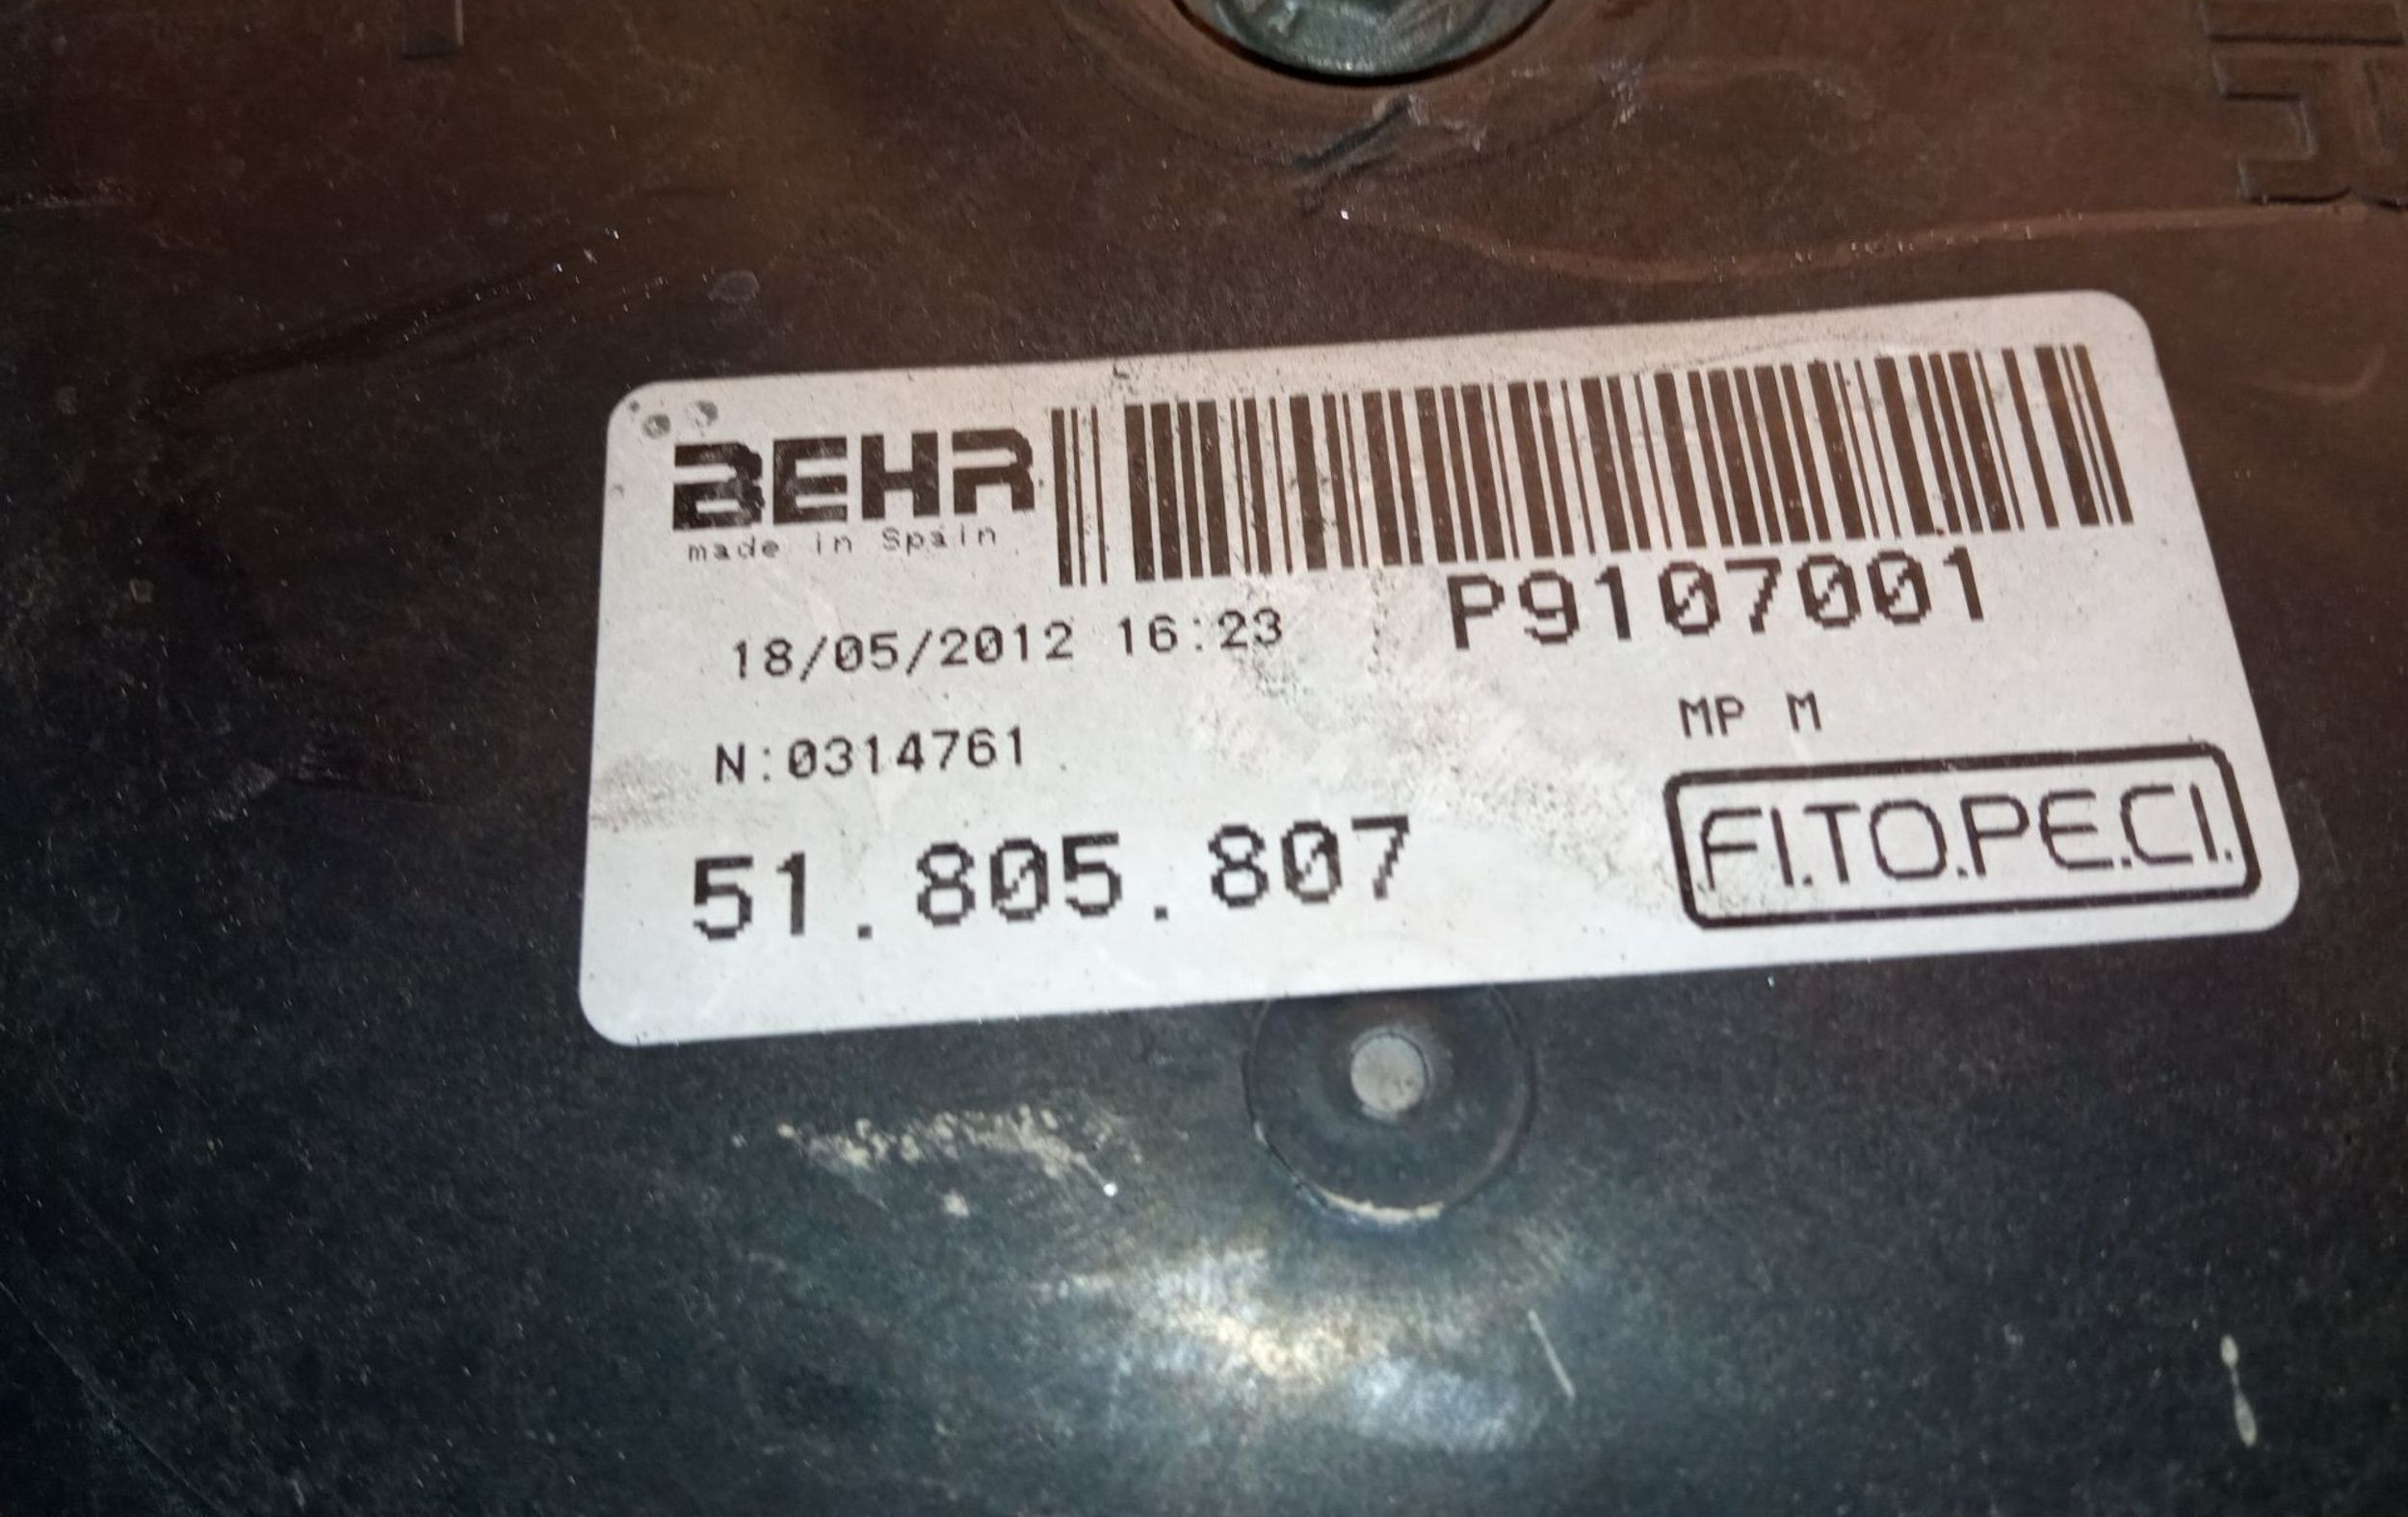 BEHR
made in Spain
P9107001
18/05/2012 16:23
MP M
N:0314761
FI.TO.PE.CI.
51.805.807